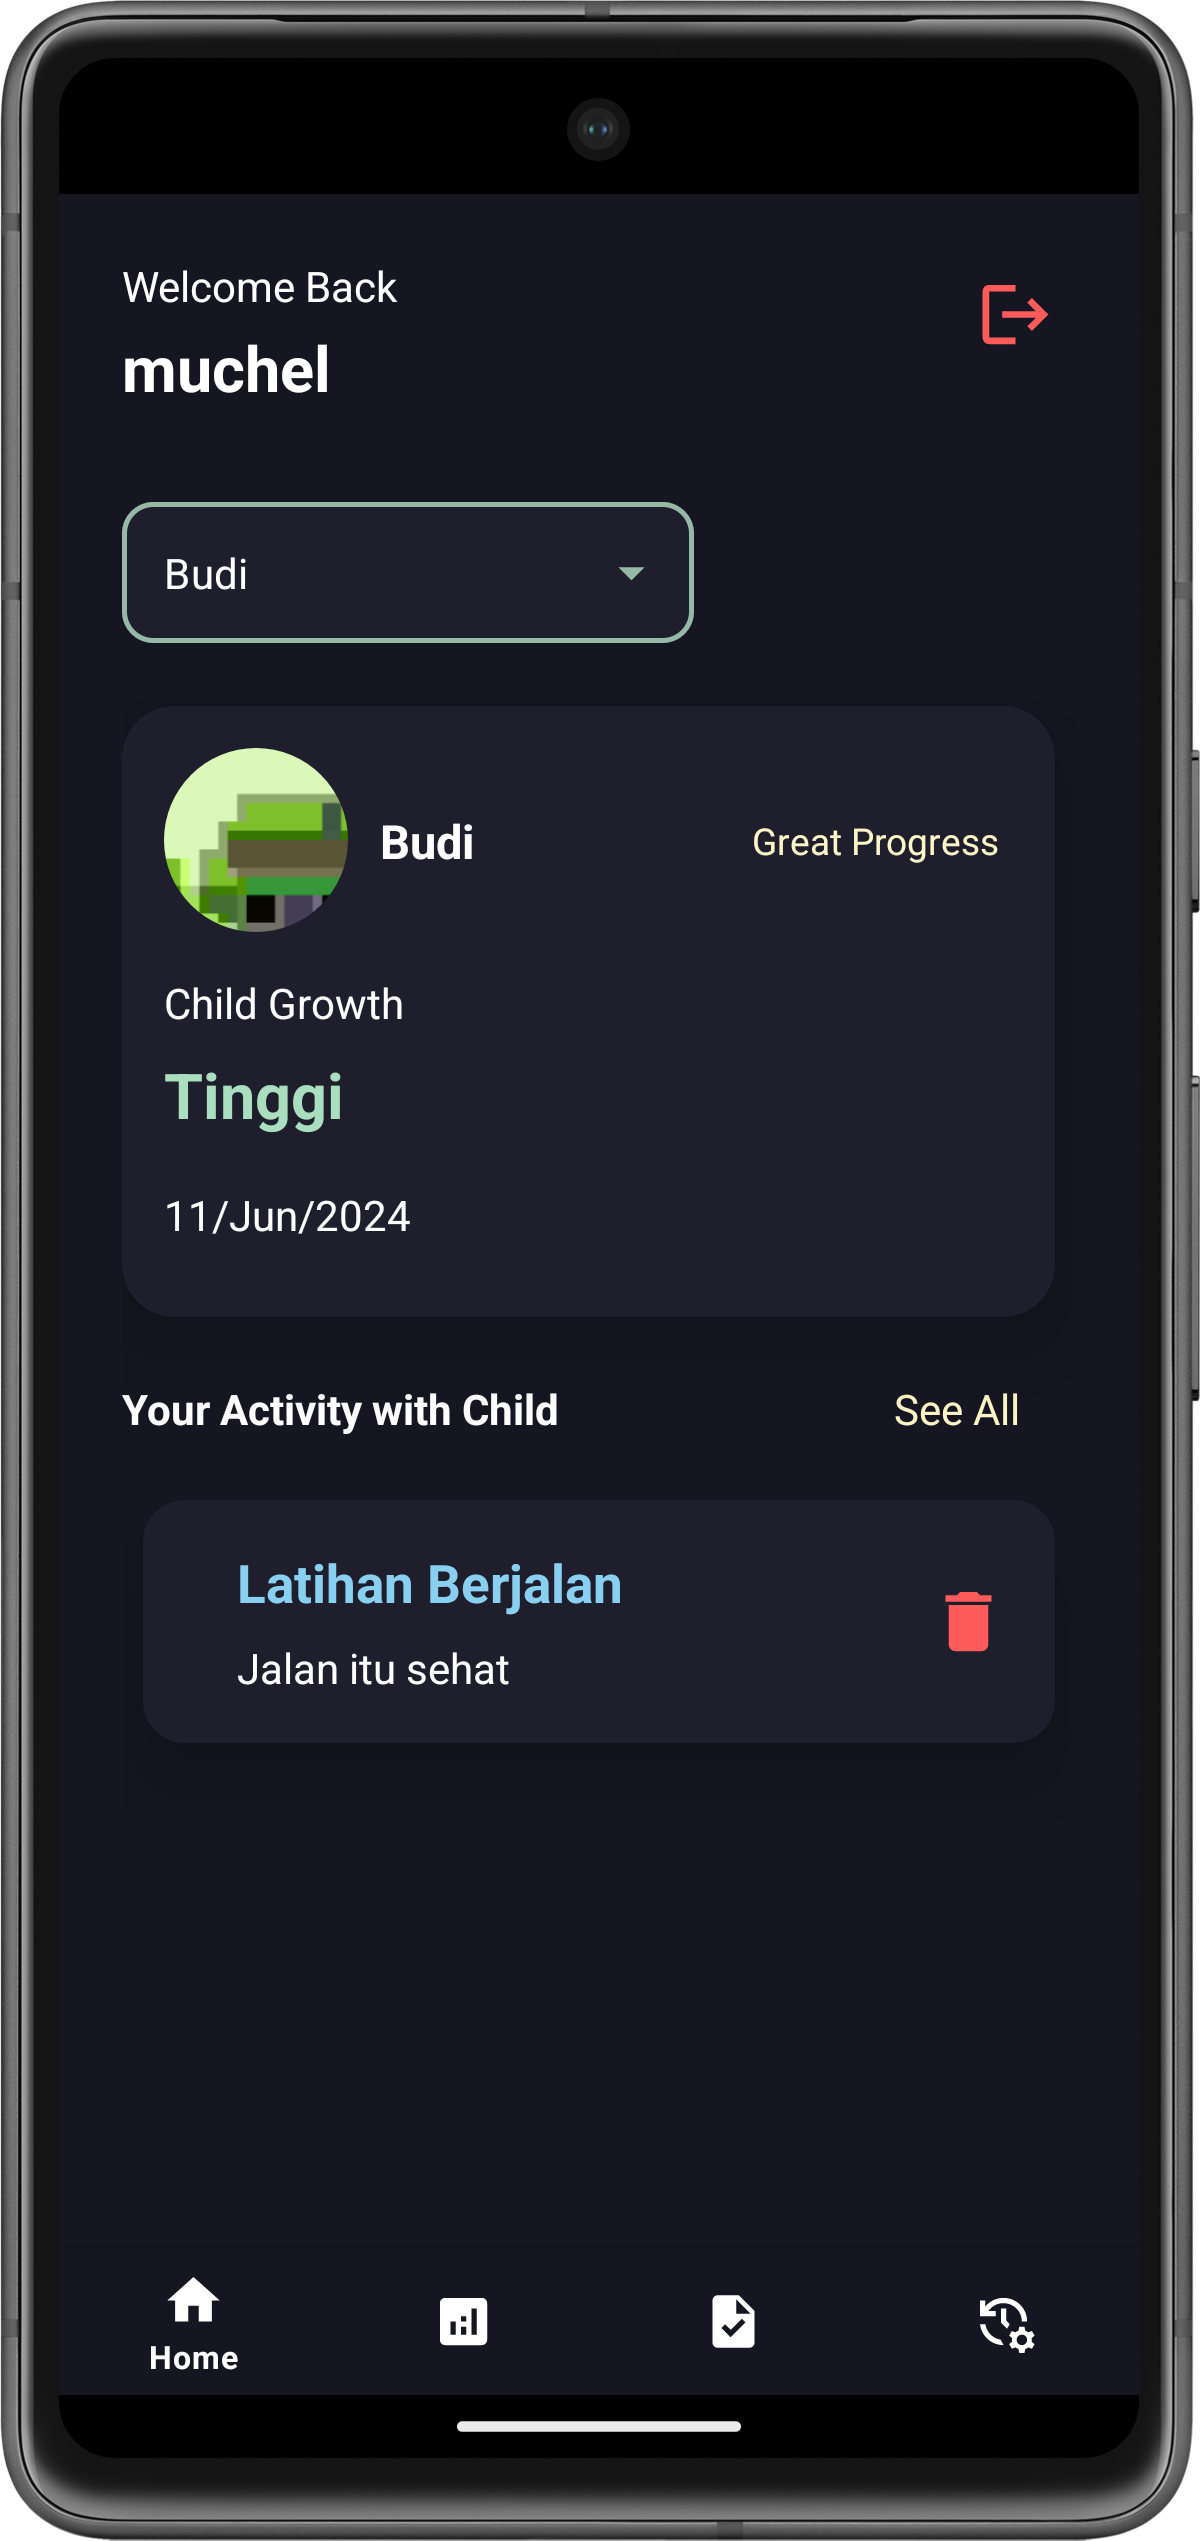 Welcome Back
muchel
Budi
Budi
Great Progress
Child Growth
Tinggi
11/Jun/2024
Your Activity with Child
See All
Latihan Berjalan
Jalan itu sehat
Home